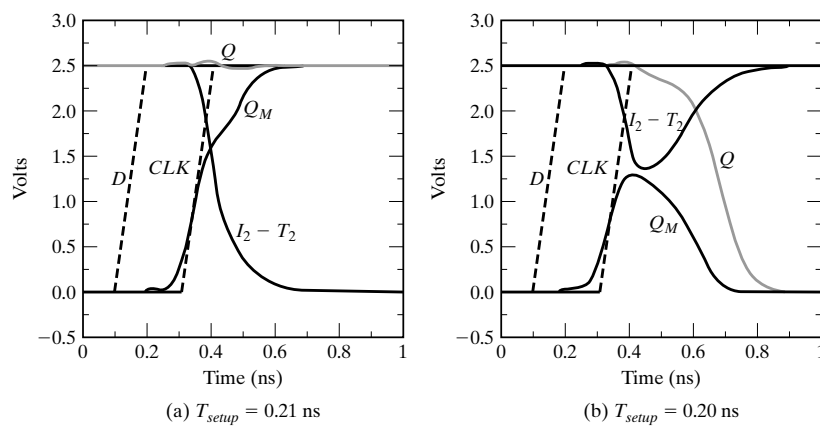 3.0
2.5
2.0
1.5
1.0
0.5
0.0
−0.5
Volts
Q
Q_M
CLK
D
I_2 − T_2
0 0.2 0.4 0.6 0.8 1
Time (ns)
(a) T_setup = 0.21 ns
3.0
2.5
2.0
1.5
1.0
0.5
0.0
−0.5
Volts
I_2 − T_2
Q
CLK
D
Q_M
0 0.2 0.4 0.6 0.8 1
Time (ns)
(b) T_setup = 0.20 ns